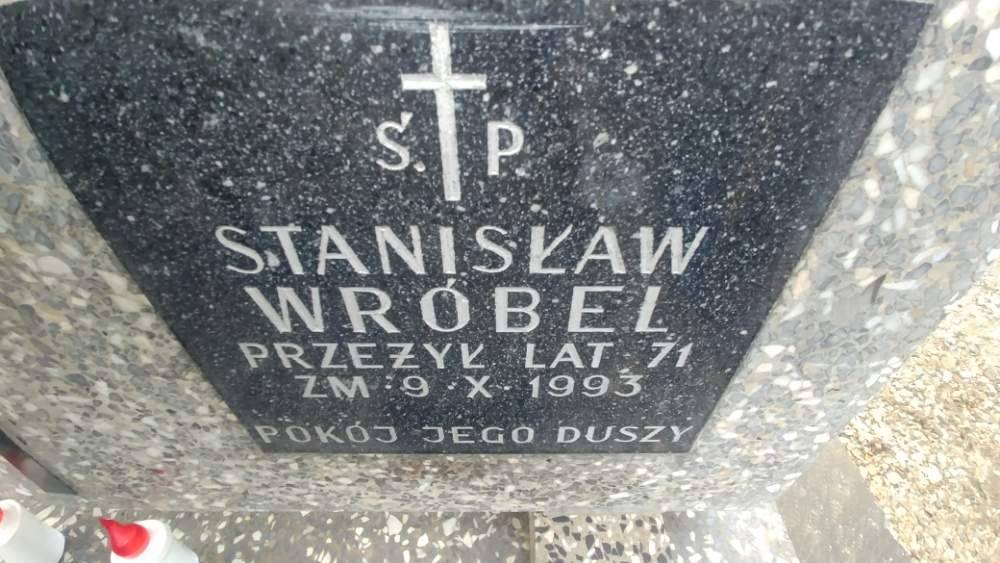 Ś. P.
STANISŁAW
WRÓBEL
PRZEŻYŁ LAT 71
ZM 9 X 1993
POKÓJ JEGO DUSZY